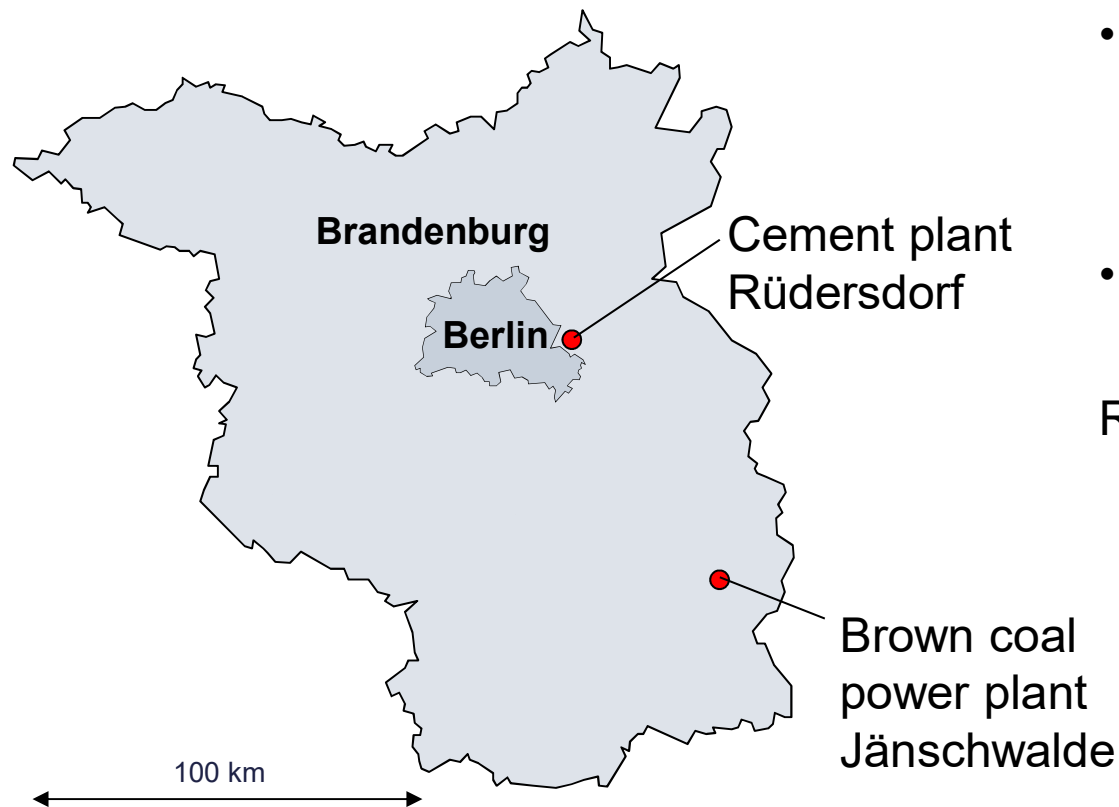 •
Brandenburg
Cement plant
Rüdersdorf
•
Berlin
R
Brown coal
power plant
Jänschwalde
100 km